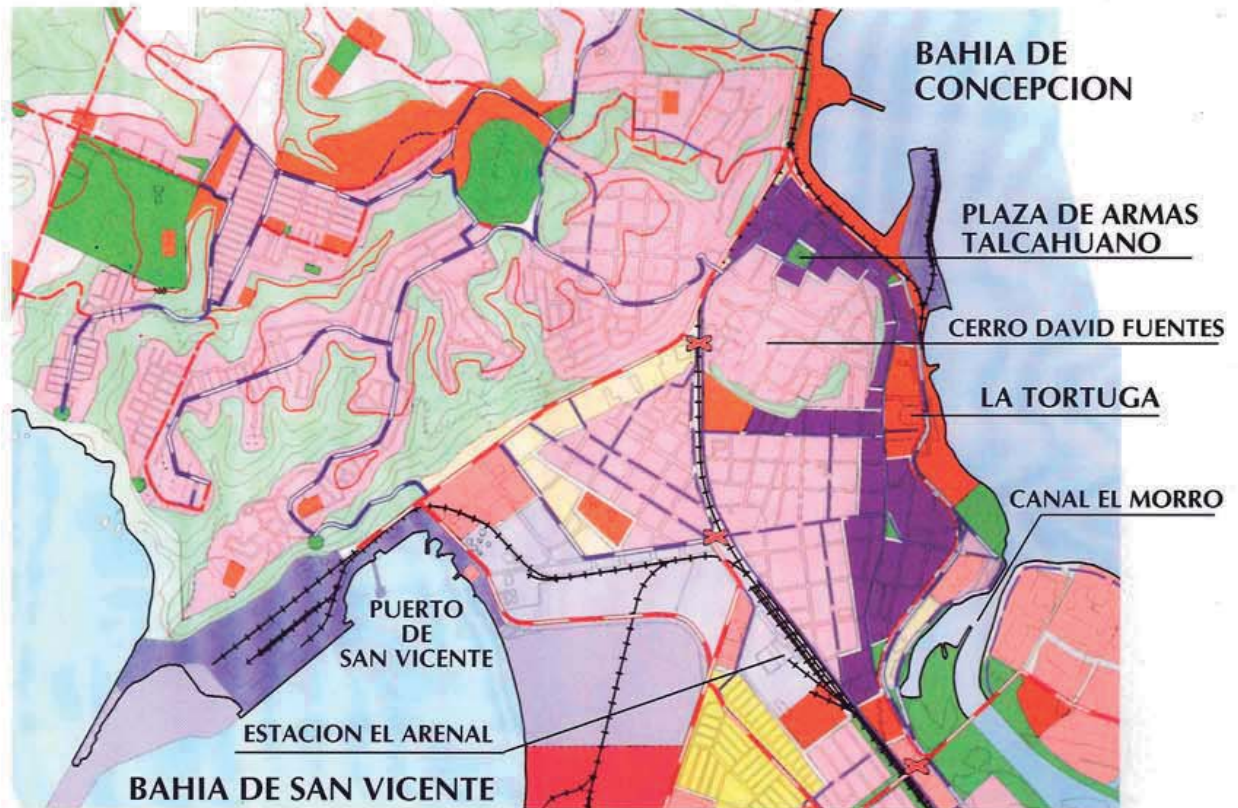 BAHIA DE
CONCEPCION
PLAZA DE ARMAS
TALCAHUANO
CERRO DAVID FUENTES
LA TORTUGA
CANAL EL MORRO
PUERTO
DE
SAN VICENTE
ESTACION EL ARENAL
BAHIA DE SAN VICENTE